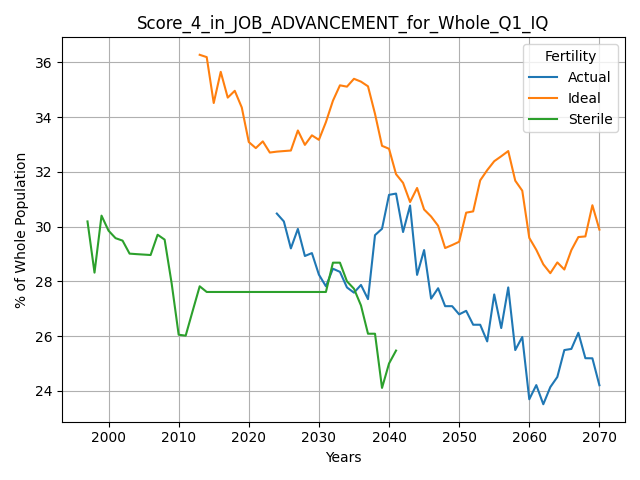 Score_4_in_JOB_ADVANCEMENT_for_Whole_Q1_IQ
Fertility
Actual
Ideal
Sterile
% of Whole Population
36
34
32
30
28
26
24
2000 2010 2020 2030 2040 2050 2060 2070
Years